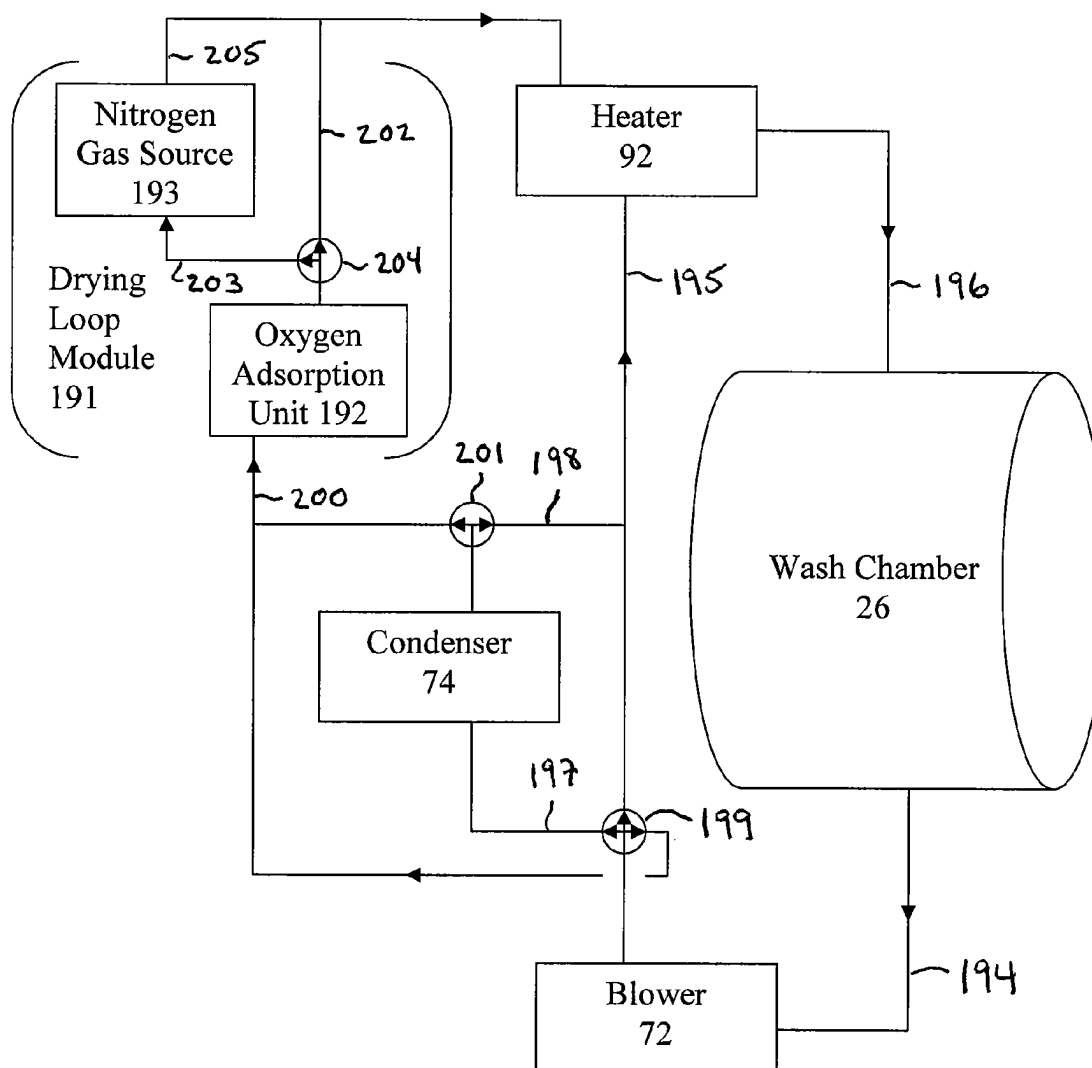 205
Nitrogen
Gas Source
193
202
Heater
92
203
204
Drying
Loop
Module
191
Oxygen
Adsorption
Unit 192
195
196
200
201
198
Wash Chamber
26
Condenser
74
197
199
194
Blower
72